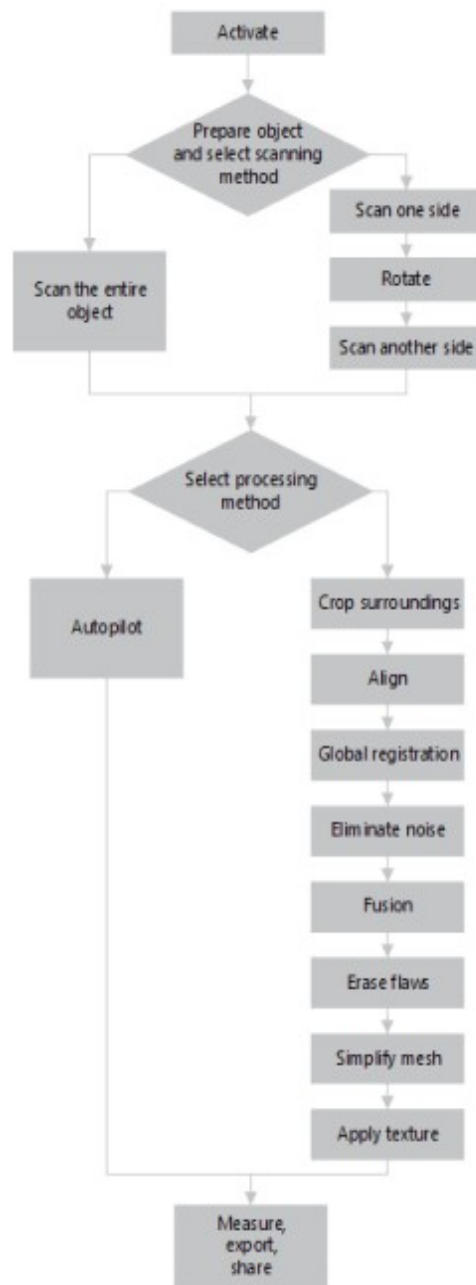 Activate
Prepare object
and select scanning
method
Scan one side
Scan the entire
object
Rotate
Scan another side
Select processing
method
Autopilot
Crop surroundings
Align
Global registration
Eliminate noise
Fusion
Erase flaws
Simplify mesh
Apply texture
Measure,
export,
share